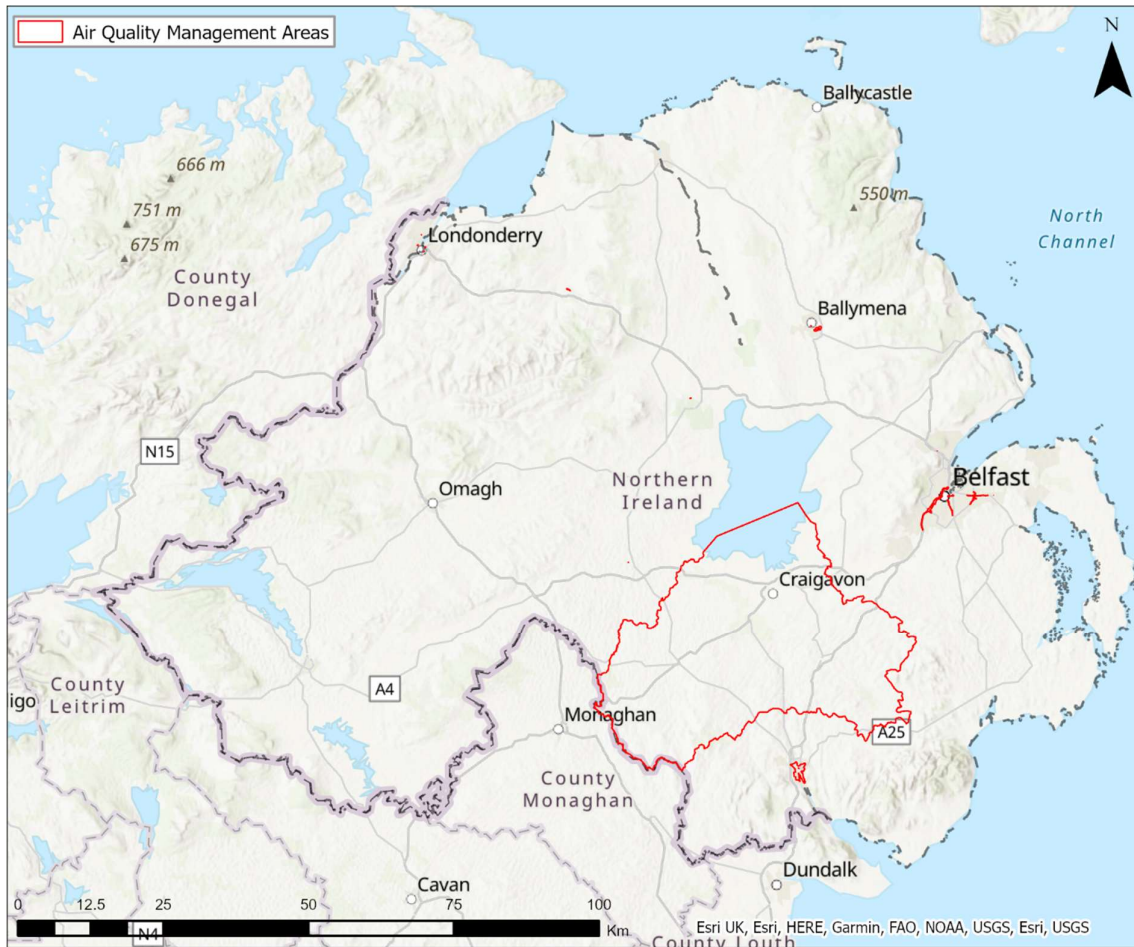 Air Quality Management Areas
N
Ballycastle
666 m
751 m
550 m
North
Channel
Londonderry
675 m
County
Donegal
Ballymena
N15
Belfast
Omagh
Northern
Ireland
Craigavon
County
Leitrim
igo
A4
Monaghan
A25
County
Monaghan
Dundalk
Cavan
0 12.5 25 50 75 100
Km
N4
Esri UK, Esri, HERE, Garmin, FAO, NOAA, USGS, Esri, USGS
County Louth